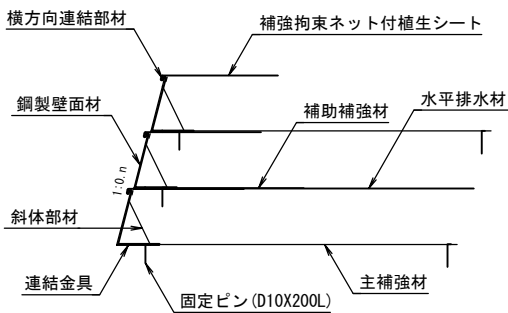 横方向連結部材
補強拘束ネット付植生シート
鋼製壁面材
補助補強材
水平排水材
1:0.n
斜体部材
連結金具
主補強材
固定ピン(D10X200L)